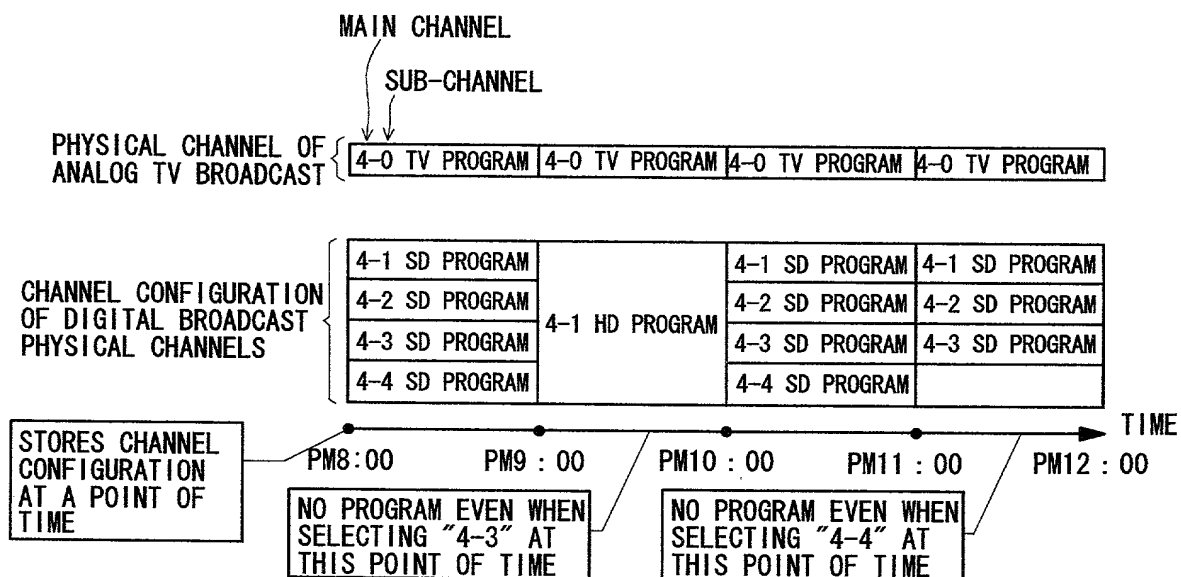 MAIN CHANNEL
SUB-CHANNEL
PHYSICAL CHANNEL OF
ANALOG TV BROADCAST
4-0 TV PROGRAM 4-0 TV PROGRAM 4-0 TV PROGRAM 4-0 TV PROGRAM
CHANNEL CONFIGURATION
OF DIGITAL BROADCAST
PHYSICAL CHANNELS
4-1 SD PROGRAM
4-2 SD PROGRAM
4-3 SD PROGRAM
4-4 SD PROGRAM
4-1 HD PROGRAM
4-1 SD PROGRAM 4-1 SD PROGRAM
4-2 SD PROGRAM 4-2 SD PROGRAM
4-3 SD PROGRAM 4-3 SD PROGRAM
4-4 SD PROGRAM
TIME
PM8:00 PM9 : 00 PM10 : 00 PM11 : 00 PM12 : 00
STORES CHANNEL
CONFIGURATION
AT A POINT OF
TIME
NO PROGRAM EVEN WHEN
SELECTING "4-3" AT
THIS POINT OF TIME
NO PROGRAM EVEN WHEN
SELECTING "4-4" AT
THIS POINT OF TIME